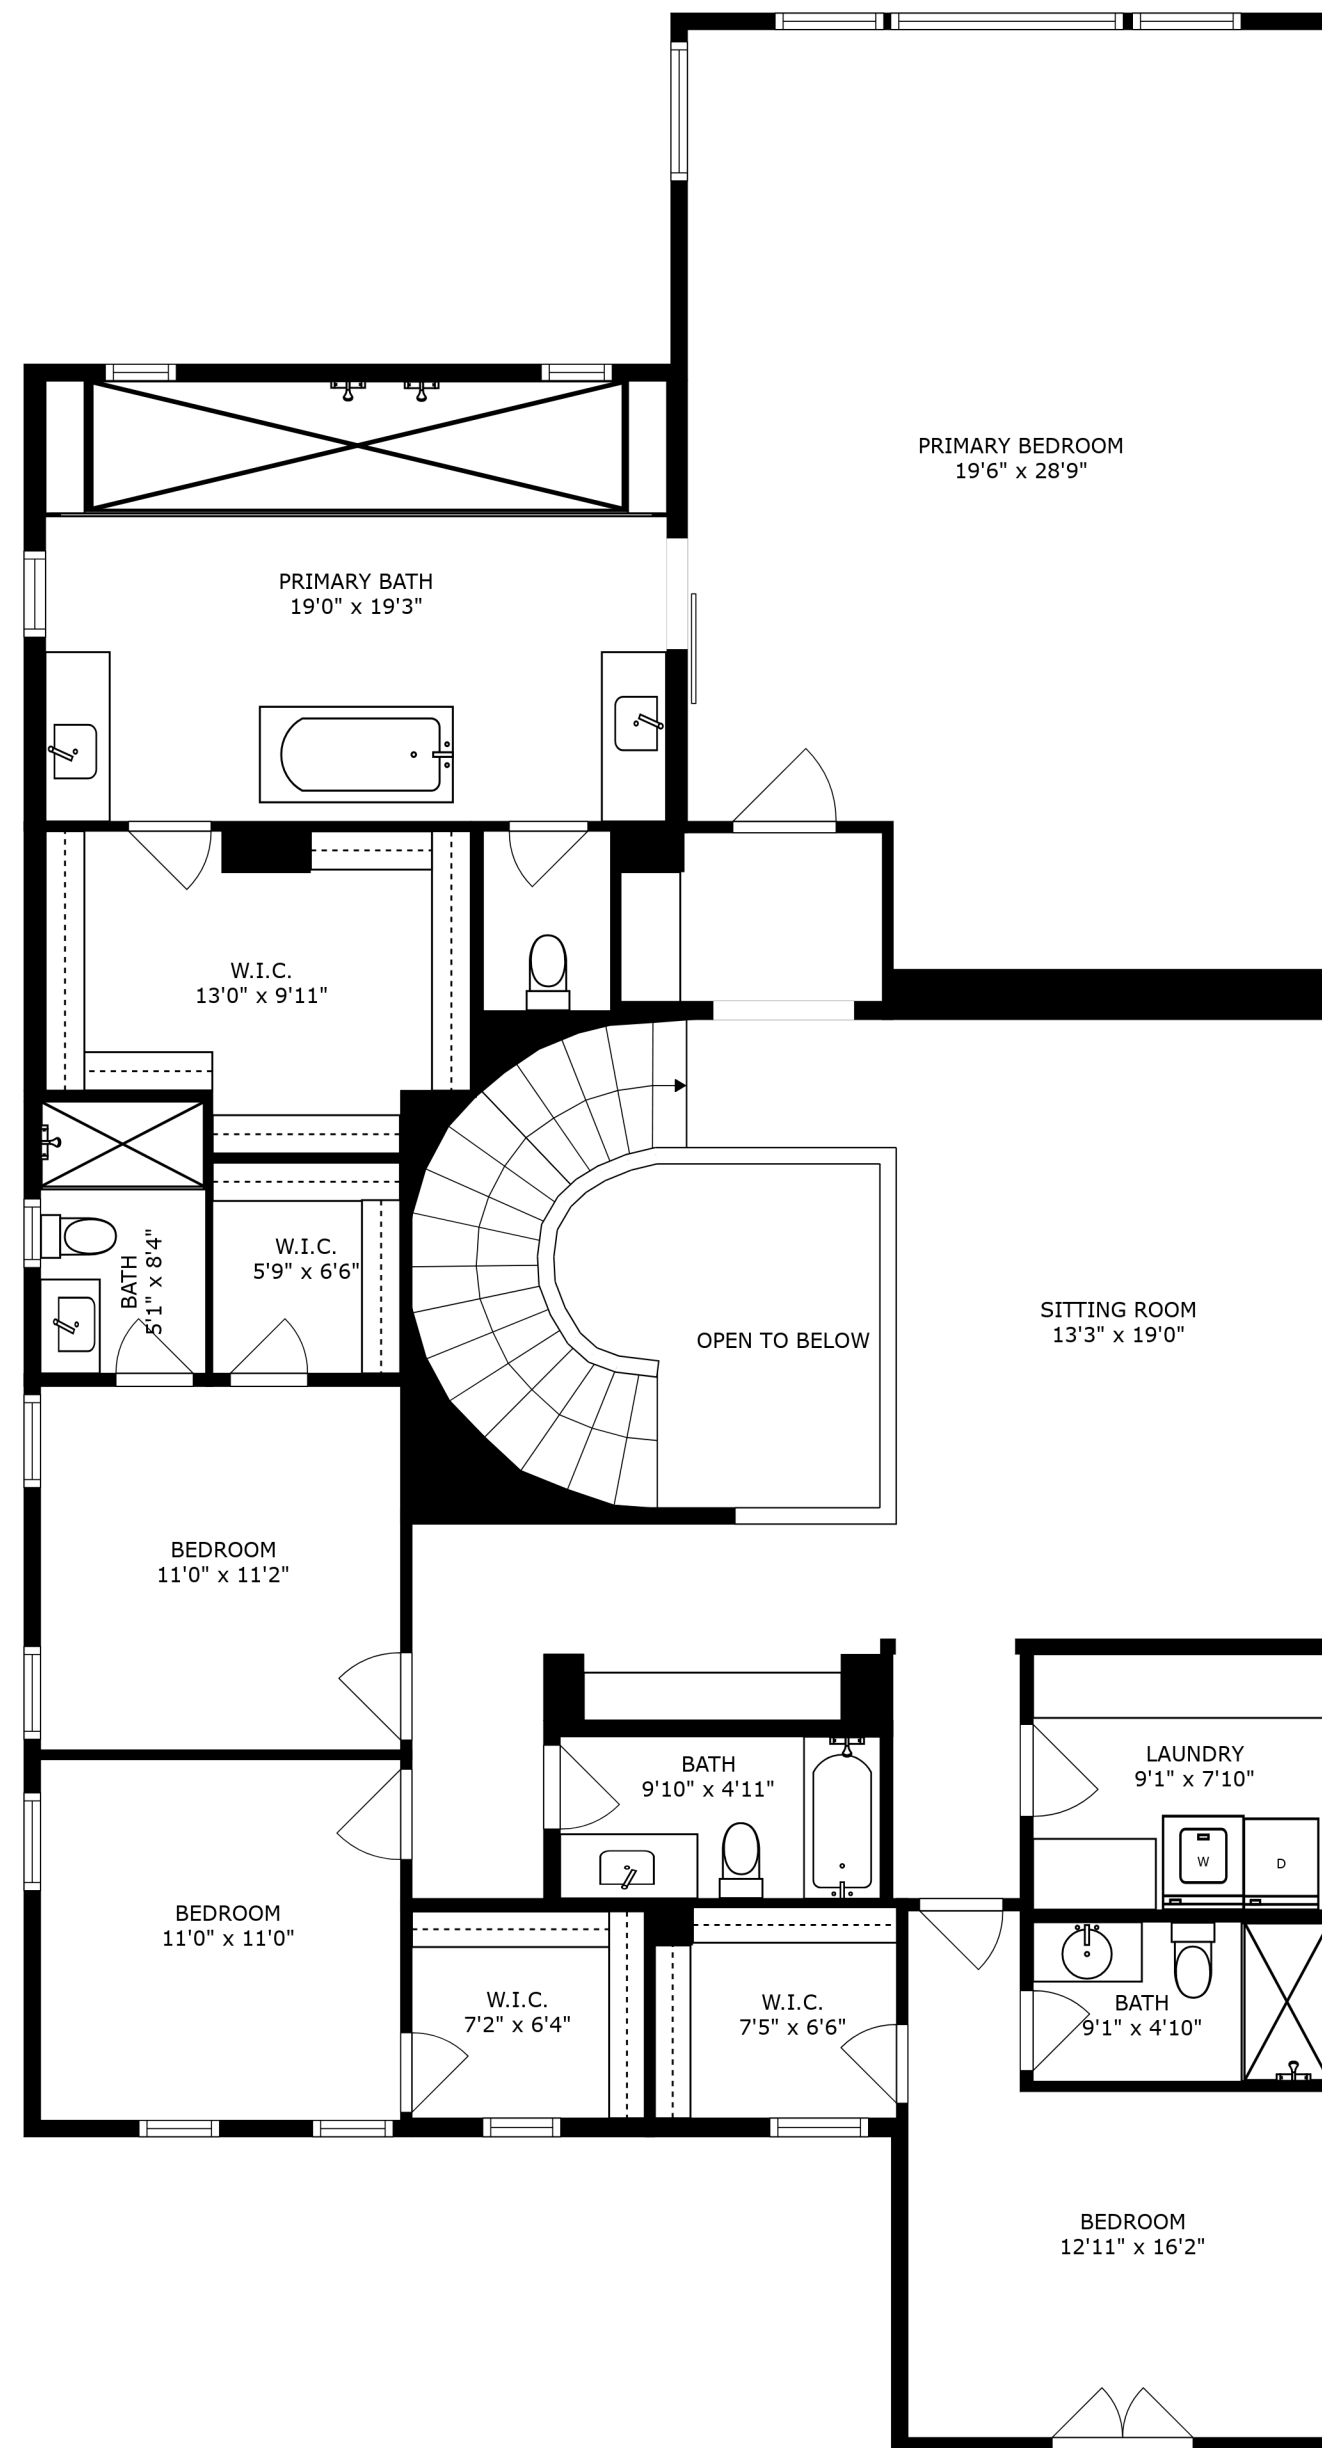 PRIMARY BEDROOM
19'6" x 28'9"
PRIMARY BATH
19'0" x 19'3"
W.I.C.
13'0" x 9'11"
BATH
5'1" x 8'4"
W.I.C.
5'9" x 6'6"
OPEN TO BELOW
SITTING ROOM
13'3" x 19'0"
BEDROOM
11'0" x 11'2"
BATH
9'10" x 4'11"
LAUNDRY
9'1" x 7'10"
W
D
BEDROOM
11'0" x 11'0"
W.I.C.
7'2" x 6'4"
W.I.C.
7'5" x 6'6"
BATH
9'1" x 4'10"
BEDROOM
12'11" x 16'2"